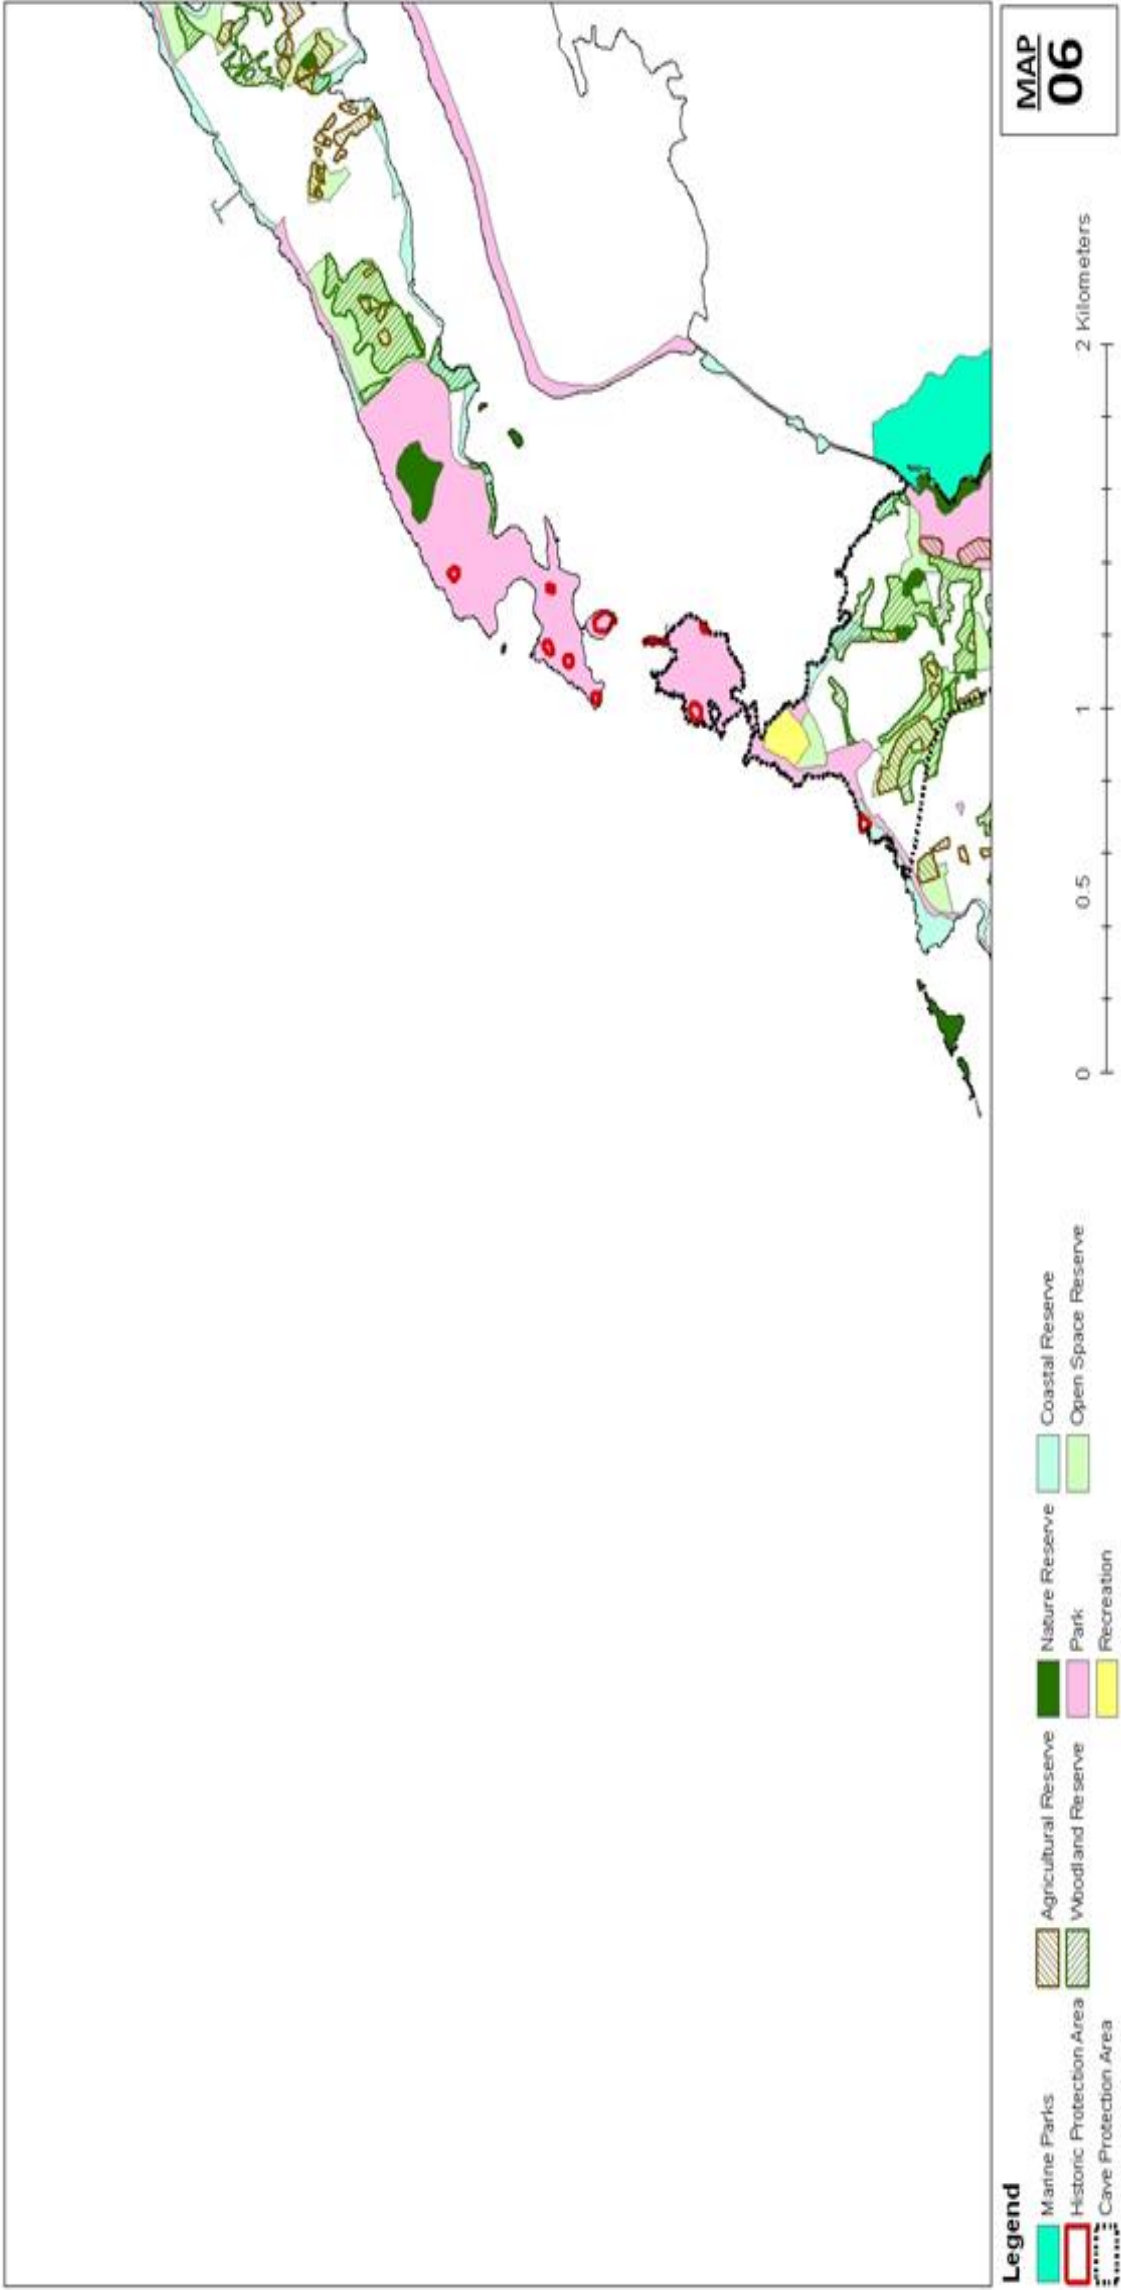 MAP
06
Legend
Marine Parks
Historic Protection Area
Cave Protection Area
Agricultural Reserve
Woodland Reserve
Nature Reserve
Park
Recreation
Coastal Reserve
Open Space Reserve
0 0.5 1 2 Kilometers